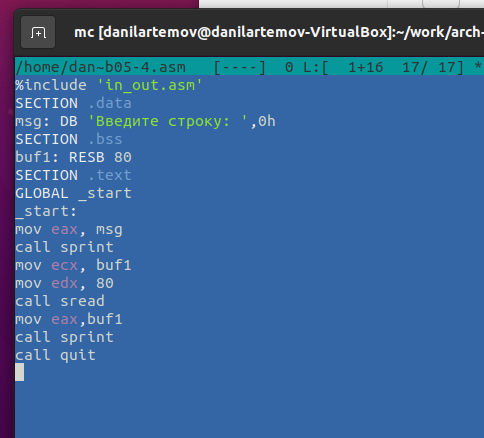 mc [danilartemov@danilartemov-VirtualBox]:~/work/arch-
/home/dan~b05-4.asm   [----]  0 L:[  1+16  17/ 17] *
%include 'in_out.asm'
SECTION .data
msg: DB 'Введите строку: ',0h
SECTION .bss
buf1: RESB 80
SECTION .text
GLOBAL _start
_start:
mov eax, msg
call sprint
mov ecx, buf1
mov edx, 80
call sread
mov eax,buf1
call sprint
call quit